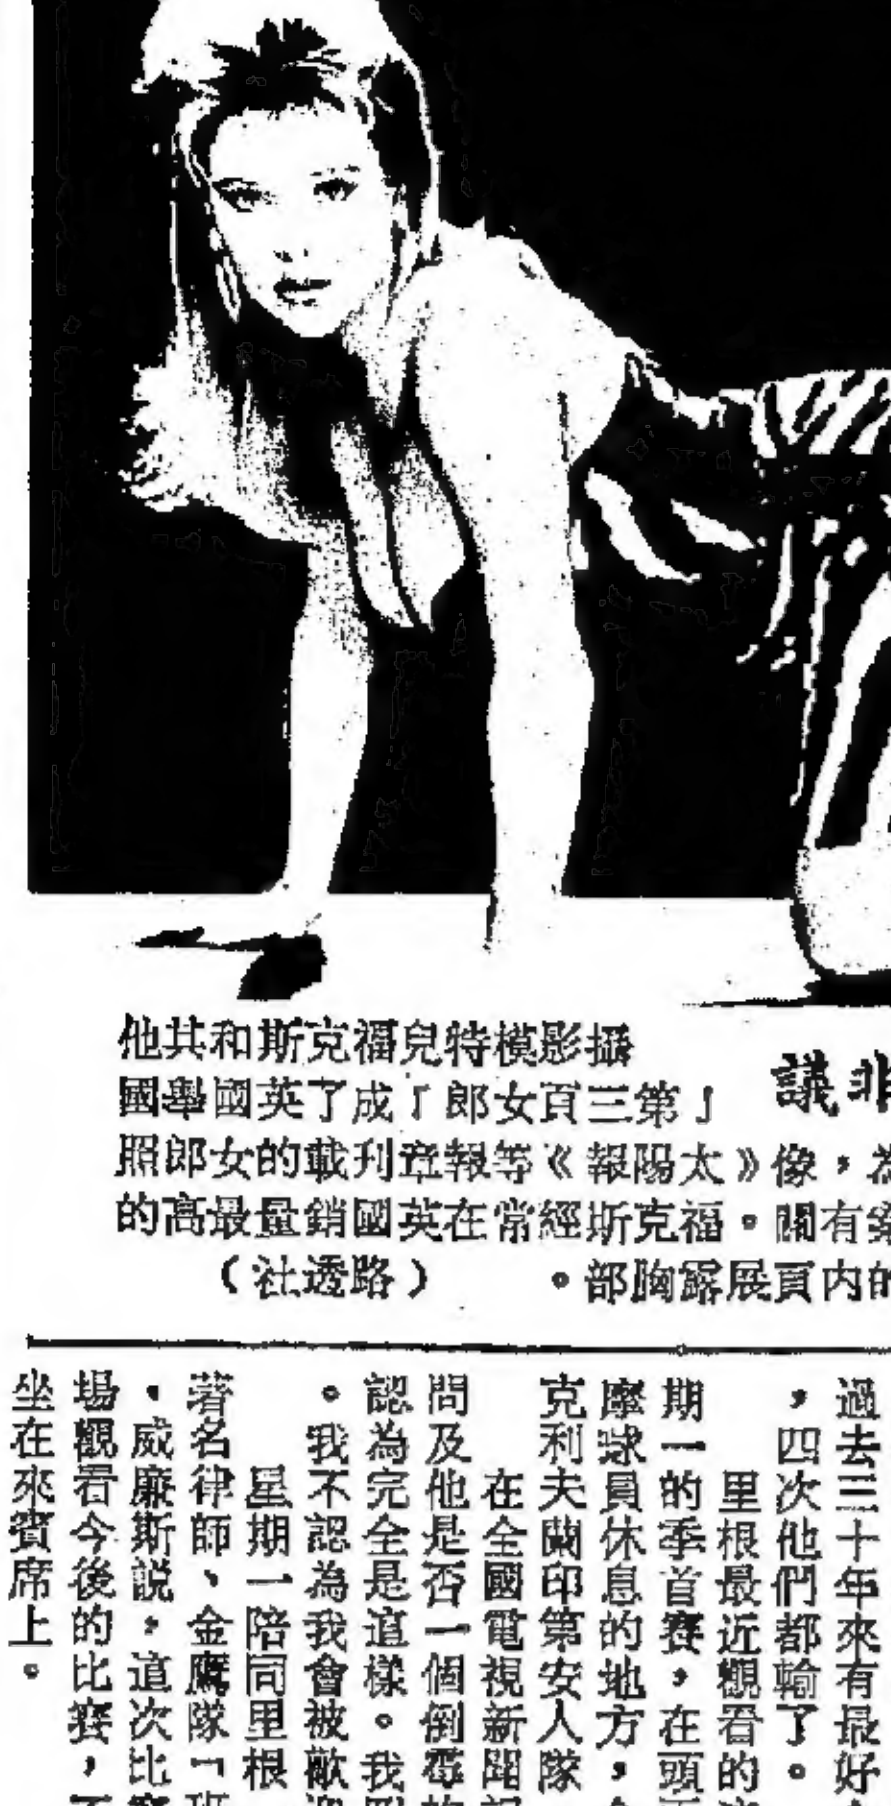 非議
攝影模特兒福克斯和共他
「第三頁女郎」成了英國舉國
，像《太陽報》等報章刊載的女郎照
有關。福克斯經常在英國銷量最高的
的內頁展露胸部。（路透社）
過去三十年來有最好
，四次他們都輸了。
里根最近觀看的
期一的季首賽，在頭
摩球員休息的地方，
克利夫蘭印第安人隊
在全國電視新聞
問及他是否一個倒霉
認為完全是這樣。我
。我不認為我會被歡
星期一陪同里根
著名律師、金鷹隊「
．威廉斯說，這次比賽
場觀看今後的比賽，不
坐在來賓席上。